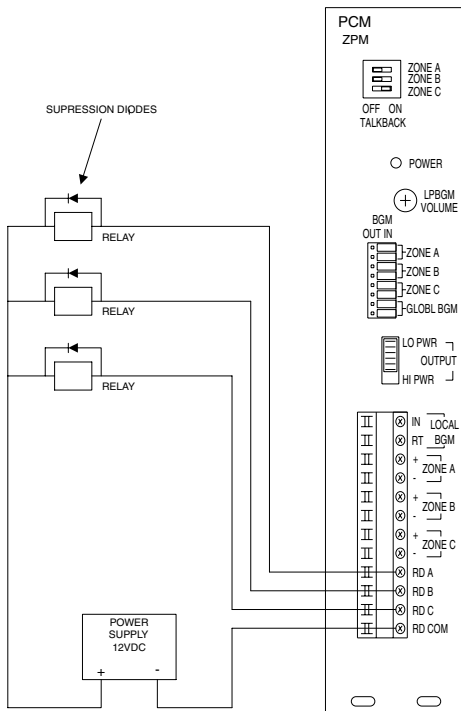 PCM
ZPM
ZONE A
ZONE B
ZONE C
OFF ON
TALKBACK
SUPRESSION DIODES
POWER
LPBGM
VOLUME
BGM
OUT IN
ZONE A
ZONE B
ZONE C
GLOBL BGM
RELAY
RELAY
RELAY
LO PWR
OUTPUT
HI PWR
IN LOCAL
RT BGM
+
- ZONE A
+
- ZONE B
+
- ZONE C
RD A
RD B
RD C
RD COM
POWER
SUPPLY
12VDC
+ -